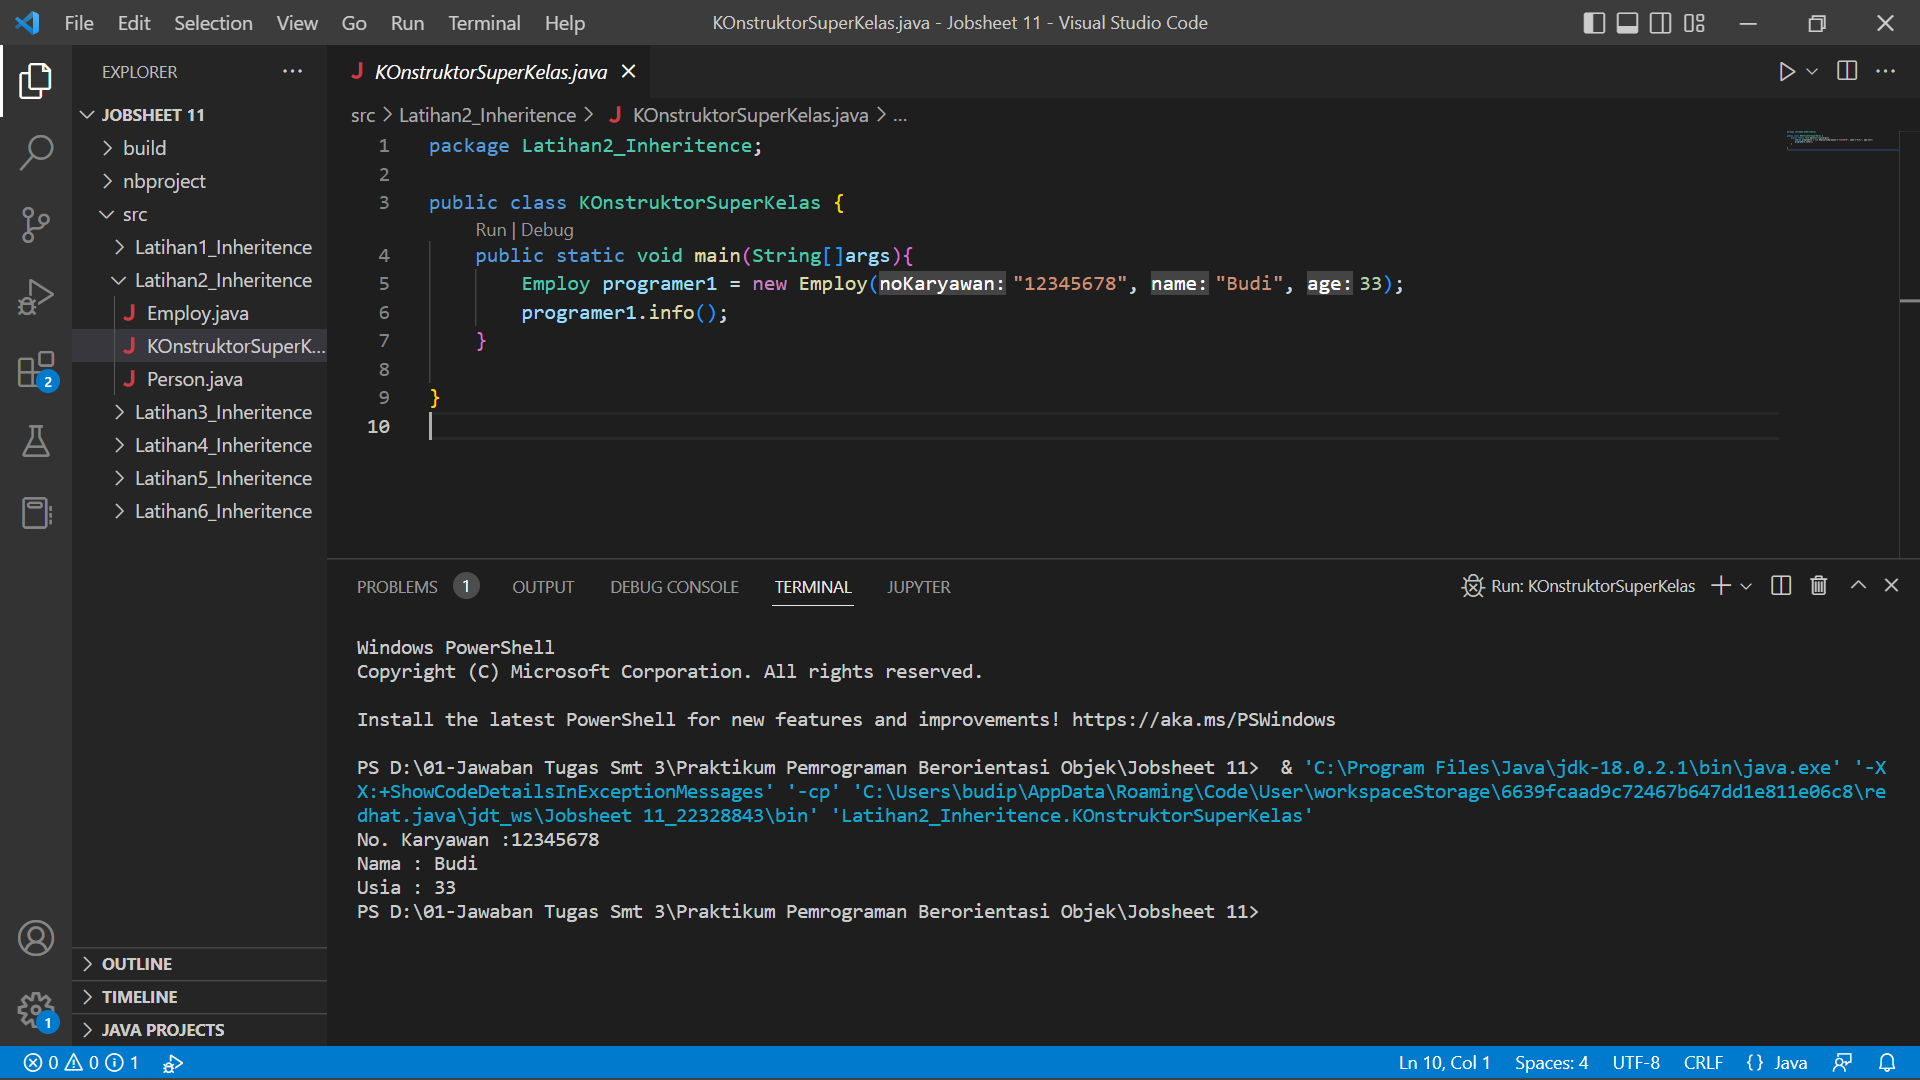 File Edit Selection View Go Run Terminal Help
KOnstruktorSuperKelas.java - Jobsheet 11 - Visual Studio Code
EXPLORER
JOBSHEET 11
build
nbproject
src
Latihan1_Inheritence
Latihan2_Inheritence
Employ.java
KOnstruktorSuperK...
Person.java
Latihan3_Inheritence
Latihan4_Inheritence
Latihan5_Inheritence
Latihan6_Inheritence
OUTLINE
TIMELINE
JAVA PROJECTS
2
1
J KOnstruktorSuperKelas.java
src > Latihan2_Inheritence > J KOnstruktorSuperKelas.java > ...
1 package Latihan2_Inheritence;
2
3 public class KOnstruktorSuperKelas {
Run | Debug
4 public static void main(String[]args){
5 Employ programer1 = new Employ(noKaryawan: "12345678", name: "Budi", age: 33);
6 programer1.info();
7 }
8
9 }
10
PROBLEMS 1 OUTPUT DEBUG CONSOLE TERMINAL JUPYTER
Run: KOnstruktorSuperKelas
Windows PowerShell
Copyright (C) Microsoft Corporation. All rights reserved.
Install the latest PowerShell for new features and improvements! https://aka.ms/PSWindows
PS D:\01-Jawaban Tugas Smt 3\Praktikum Pemrograman Berorientasi Objek\Jobsheet 11>  & 'C:\Program Files\Java\jdk-18.0.2.1\bin\java.exe' '-X
X:+ShowCodeDetailsInExceptionMessages' '-cp' 'C:\Users\budip\AppData\Roaming\Code\User\workspaceStorage\6639fcaad9c72467b647dd1e811e06c8\re
dhat.java\jdt_ws\Jobsheet 11_22328843\bin' 'Latihan2_Inheritence.KOnstruktorSuperKelas'
No. Karyawan :12345678
Nama : Budi
Usia : 33
PS D:\01-Jawaban Tugas Smt 3\Praktikum Pemrograman Berorientasi Objek\Jobsheet 11>
0 0 1
Ln 10, Col 1 Spaces: 4 UTF-8 CRLF {} Java